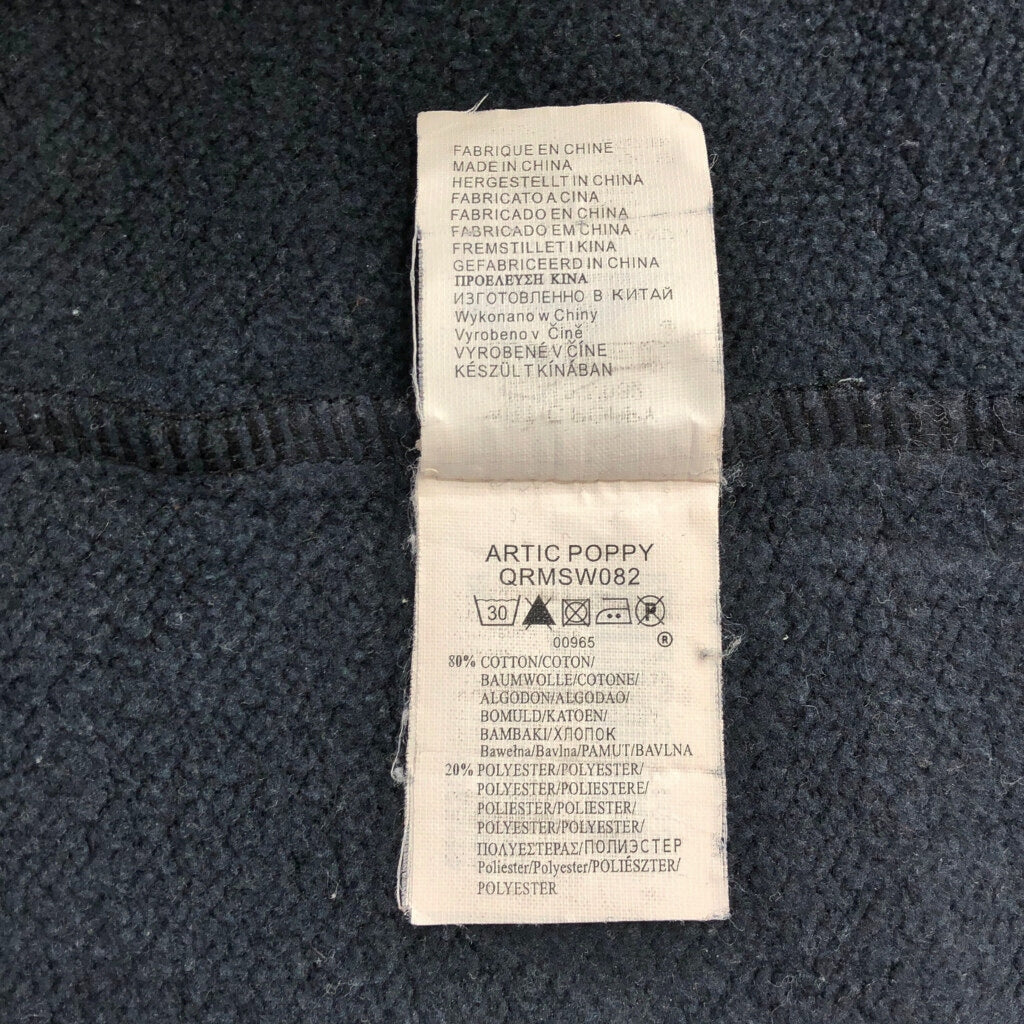 FABRIQUE EN CHINE
MADE IN CHINA
HERGESTELLT IN CHINA
FABRICATO A CINA
FABRICADO EN CHINA
FABRICADO EM CHINA
FREMSTILLET I KINA
GEFABRICEERD IN CHINA
ΠΡΟΕΛΕΥΣΗ ΚΙΝΑ
ИЗГОТОВЛЕННО В КИТАЙ
Wykonano w Chiny
Vyrobeno v Čině
VYROBENÉ V ČÍNE
KÉSZÜLT KÍNÁBAN
ARTIC POPPY
QRMSW082
30 P
00965 ®
80% COTTON/COTON/
BAUMWOLLE/COTONE/
ALGODON/ALGODAO/
BOMULD/KATOEN/
BAMBAKI/ХЛОПОК
Bawełna/Bavlna/PAMUT/BAVLNA
20% POLYESTER/POLYESTER/
POLYESTER/POLIESTERE/
POLIESTER/POLIESTER/
POLYESTER/POLYESTER/
ΠΟΛΥΕΣΤΕΡΑΣ/ПОЛИЭСТЕР
Poliester/Polyester/POLIÉSZTER/
POLYESTER